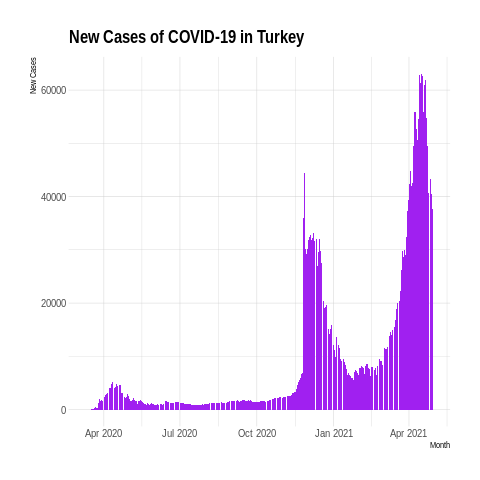 New Cases of COVID-19 in Turkey
New Cases
60000
40000
20000
0
Apr 2020 Jul 2020 Oct 2020 Jan 2021 Apr 2021
Month